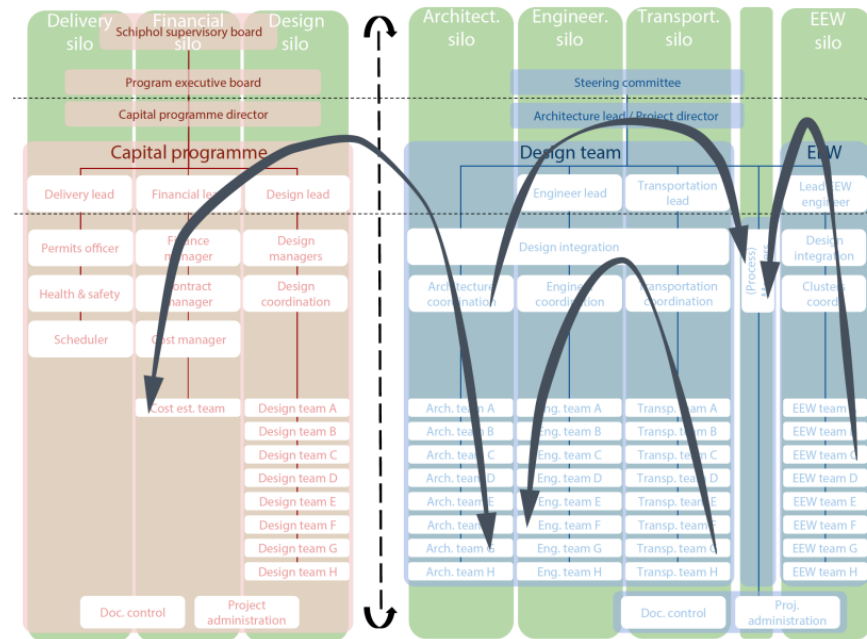 Delivery
silo
Financial
silo
Design
silo
Schiphol supervisory board
Program executive board
Capital programme director
Capital programme
Delivery lead
Financial lead
Design lead
Permits officer
Finance
manager
Design
managers
Health & safety
Contract
manager
Design
coordination
Scheduler
Cost manager
Cost est. team
Design team A
Design team B
Design team C
Design team D
Design team E
Design team F
Design team G
Design team H
Doc. control
Project
administration
Architect.
silo
Engineer.
silo
Transport.
silo
EEW
silo
Steering committee
Architecture lead / Project director
Design team
EEW
Engineer lead
Transportation
lead
Lead EEW
engineer
Design integration
(Process)
Design
integration
Architecture
coordination
Engineer
coordination
Transportation
coordination
Clusters
coord.
Arch. team A
Eng. team A
Transp. team A
EEW team
Arch. team B
Eng. team B
Transp. team B
EEW team
Arch. team C
Eng. team C
Transp. team C
EEW team C
Arch. team D
Eng. team D
Transp. team D
EEW team D
Arch. team E
Eng. team E
Transp. team E
EEW team E
Arch. team
Eng. team F
Transp. team F
EEW team F
Arch. team G
Eng. team G
Transp. team G
EEW team G
Arch. team H
Eng. team H
Transp. team H
EEW team H
Doc. control
Proj.
administration